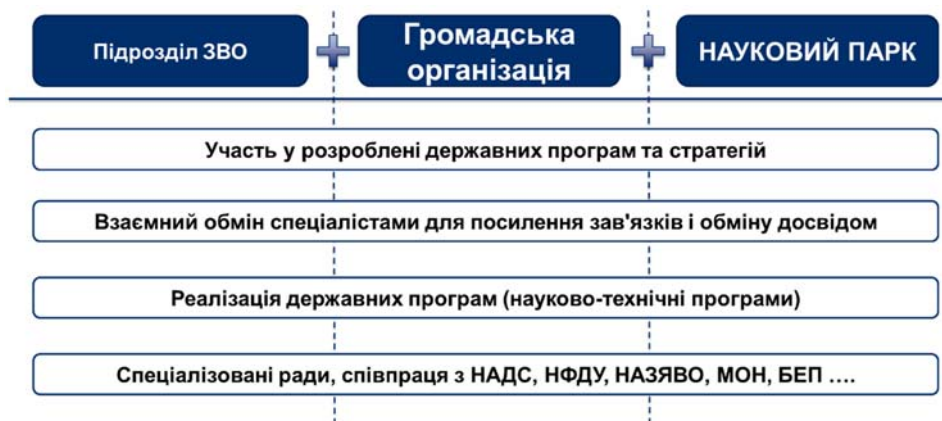 Підрозділ ЗВО
Громадська
організація
НАУКОВИЙ ПАРК
Участь у розроблені державних програм та стратегій
Взаємний обмін спеціалістами для посилення зав'язків і обміну досвідом
Реалізація державних програм (науково-технічні програми)
Спеціалізовані ради, співпраця з НАДС, НФДУ, НАЗЯВО, МОН, БЕП ....